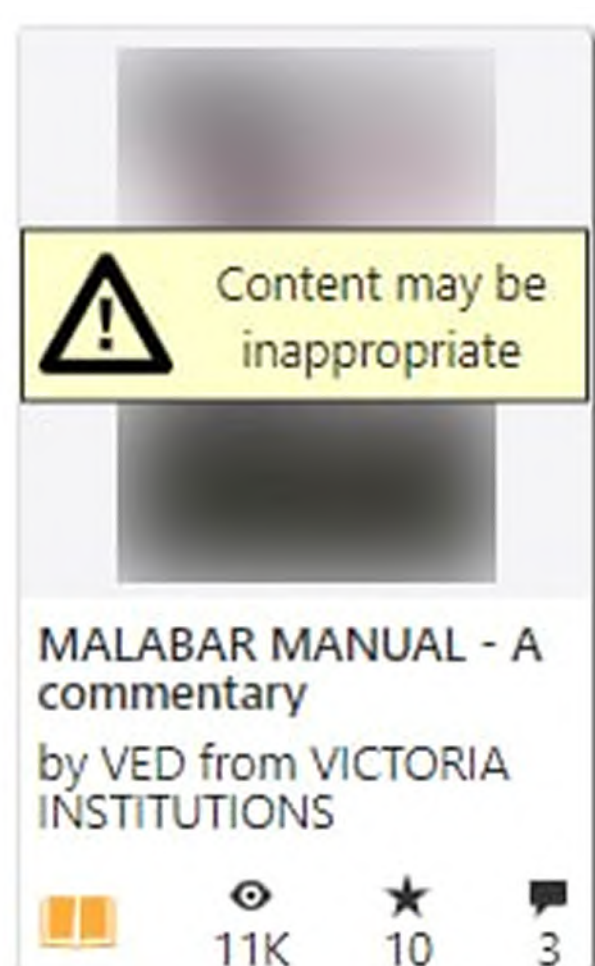 Content may be
inappropriate
MALABAR MANUAL - A
commentary
by VED from VICTORIA
INSTITUTIONS
11K 10 3